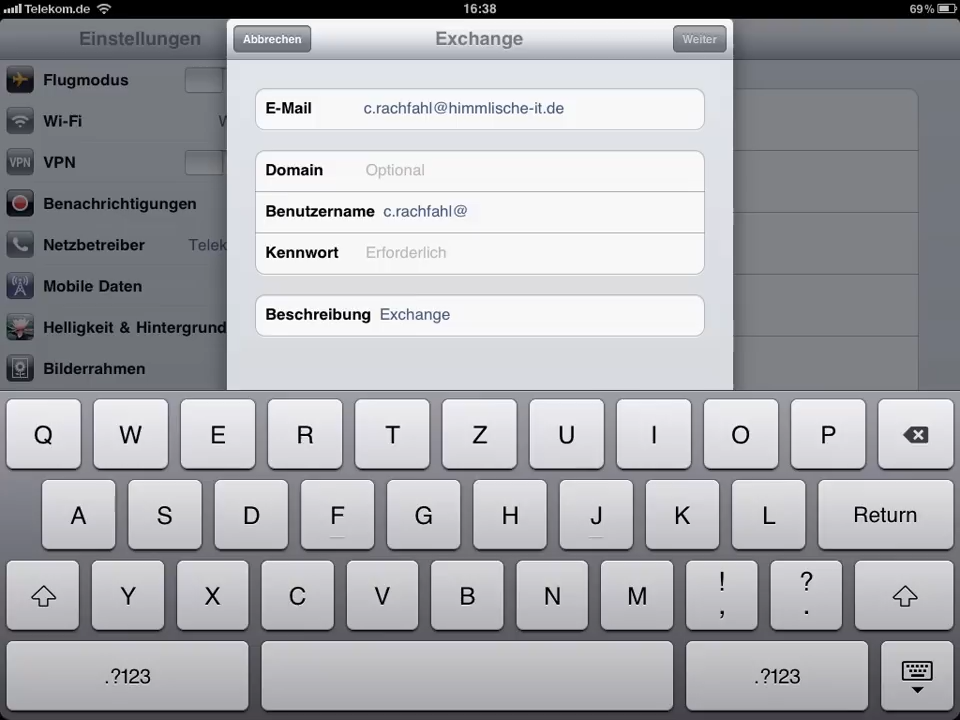 Telekom.de 16:38 69 %
Einstellungen
Abbrechen Exchange Weiter
Flugmodus
E-Mail c.rachfahl@himmlische-it.de
Wi-Fi W
VPN VPN
Domain Optional
Benachrichtigungen
Benutzername c.rachfahl@
Netzbetreiber Telek
Kennwort Erforderlich
Mobile Daten
Beschreibung Exchange
Helligkeit & Hintergrund
Bilderrahmen
Q W E R T Z U I O P
A S D F G H J K L Return
Y X C V B N M ! , ? .
.?123 .?123